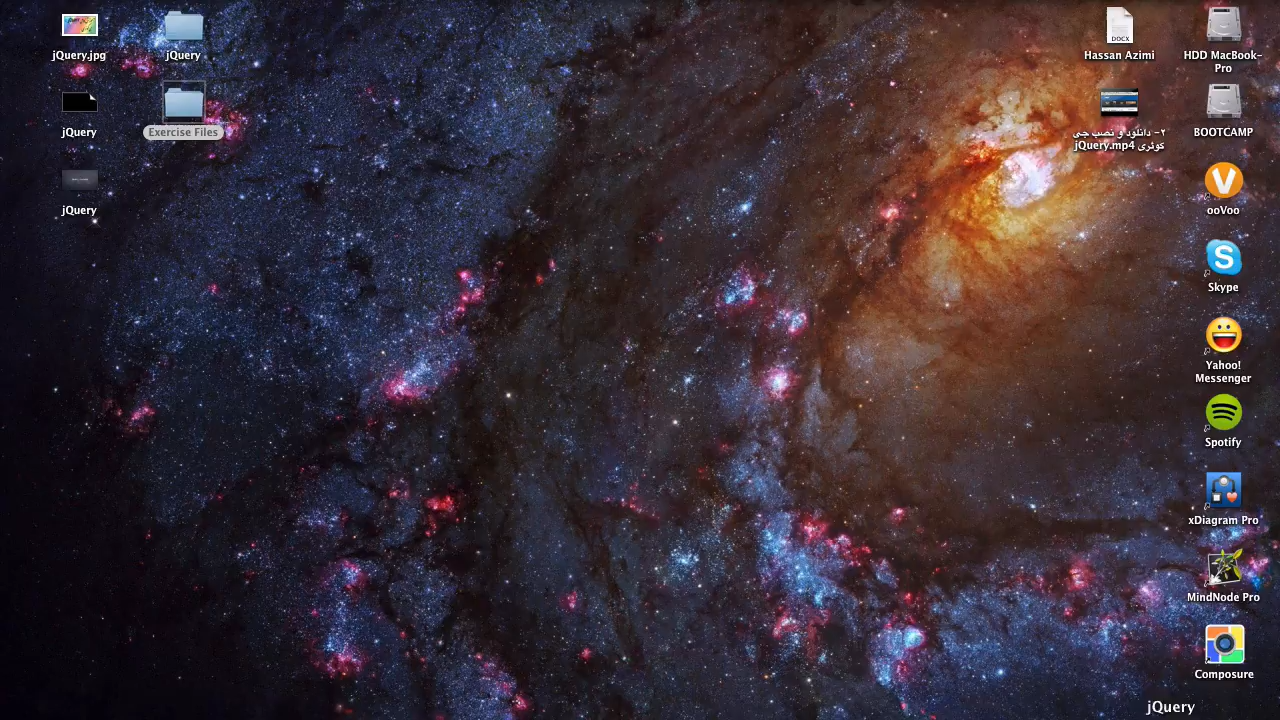 jQuery.jpg
jQuery
Hassan Azimi
HDD MacBook-
Pro
DOCX
jQuery
Exercise Files
۲- دانلود و نصب جی
کوئری jQuery.mp4
BOOTCAMP
jQuery
ooVoo
Skype
Yahoo!
Messenger
Spotify
xDiagram Pro
MindNode Pro
Composure
jQuery